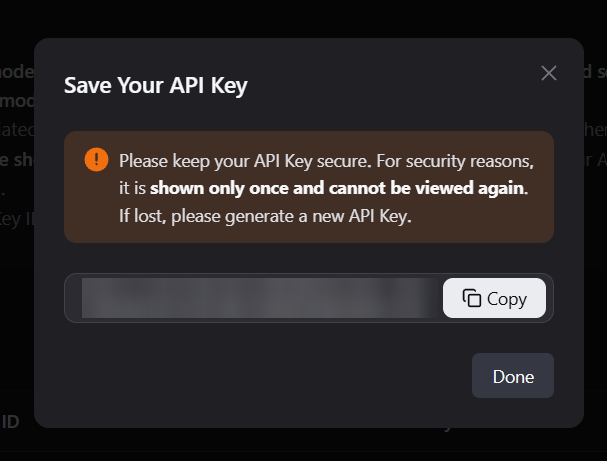 Save Your API Key
Please keep your API Key secure. For security reasons,
it is shown only once and cannot be viewed again.
If lost, please generate a new API Key.
Copy
Done
ID